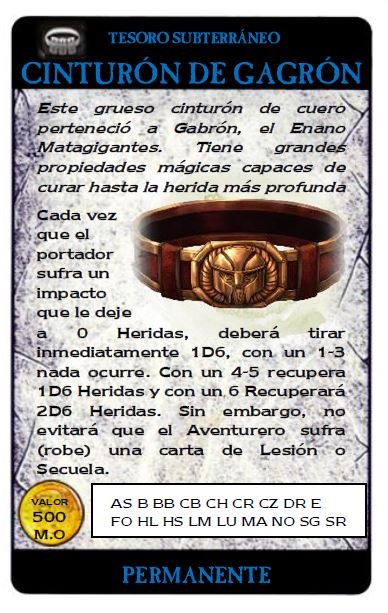 TESORO SUBTERRÁNEO
CINTURÓN DE GAGRÓN
Este grueso cinturón de cuero
perteneció a Gabrón, el Enano
Matagigantes. Tiene grandes
propiedades mágicas capaces de
curar hasta la herida más profunda
Cada vez
que el
portador
sufra un
impacto
que le deje
a 0 Heridas, deberá tirar
inmediatamente 1D6, con un 1-3
nada ocurre. Con un 4-5 recupera
1D6 Heridas y con un 6 Recuperará
2D6 Heridas. Sin embargo, no
evitará que el Aventurero sufra
(robe) una carta de Lesión o
Secuela.
VALOR
500
M.O
AS B BB CB CH CR CZ DR E
FO HL HS LM LU MA NO SG SR
PERMANENTE